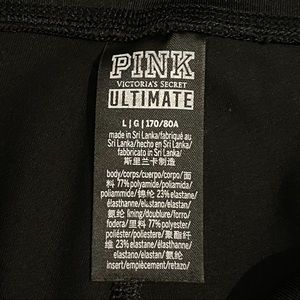 PINK
VICTORIA'S SECRET
ULTIMATE
L | G | 170/80A
made in Sri Lanka/fabriqué au
Sri Lanka/hecho en Sri Lanka/
fabbricato in Sri Lanka/
斯里兰卡制造
body/corps/cuerpo/corpo/面
料 77% polyamide/poliamida/
poliammide/锦纶 23% elastane/
élasthanne/elastano/elastan/
氨纶 lining/doublure/forro/
fodera/里料 77% polyester/
poliéster/poliestere/聚酯纤
维 23% elastane/élasthanne/
elastano/elastan/氨纶
insert/empiècement/retazo/